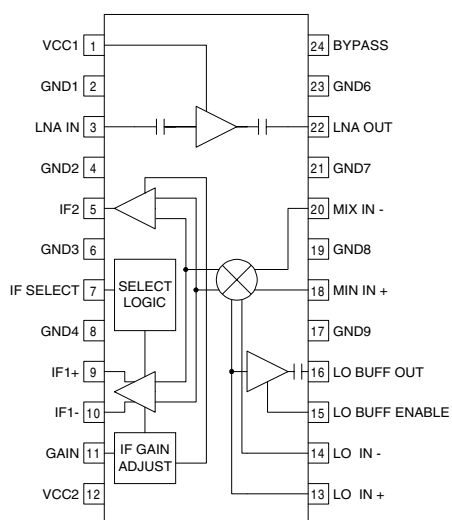 VCC1 1
GND1 2
LNA IN 3
GND2 4
IF2 5
GND3 6
IF SELECT 7
GND4 8
IF1+ 9
IF1- 10
GAIN 11
VCC2 12
SELECT
LOGIC
IF GAIN
ADJUST
24 BYPASS
23 GND6
22 LNA OUT
21 GND7
20 MIX IN -
19 GND8
18 MIN IN +
17 GND9
16 LO BUFF OUT
15 LO BUFF ENABLE
14 LO IN -
13 LO IN +